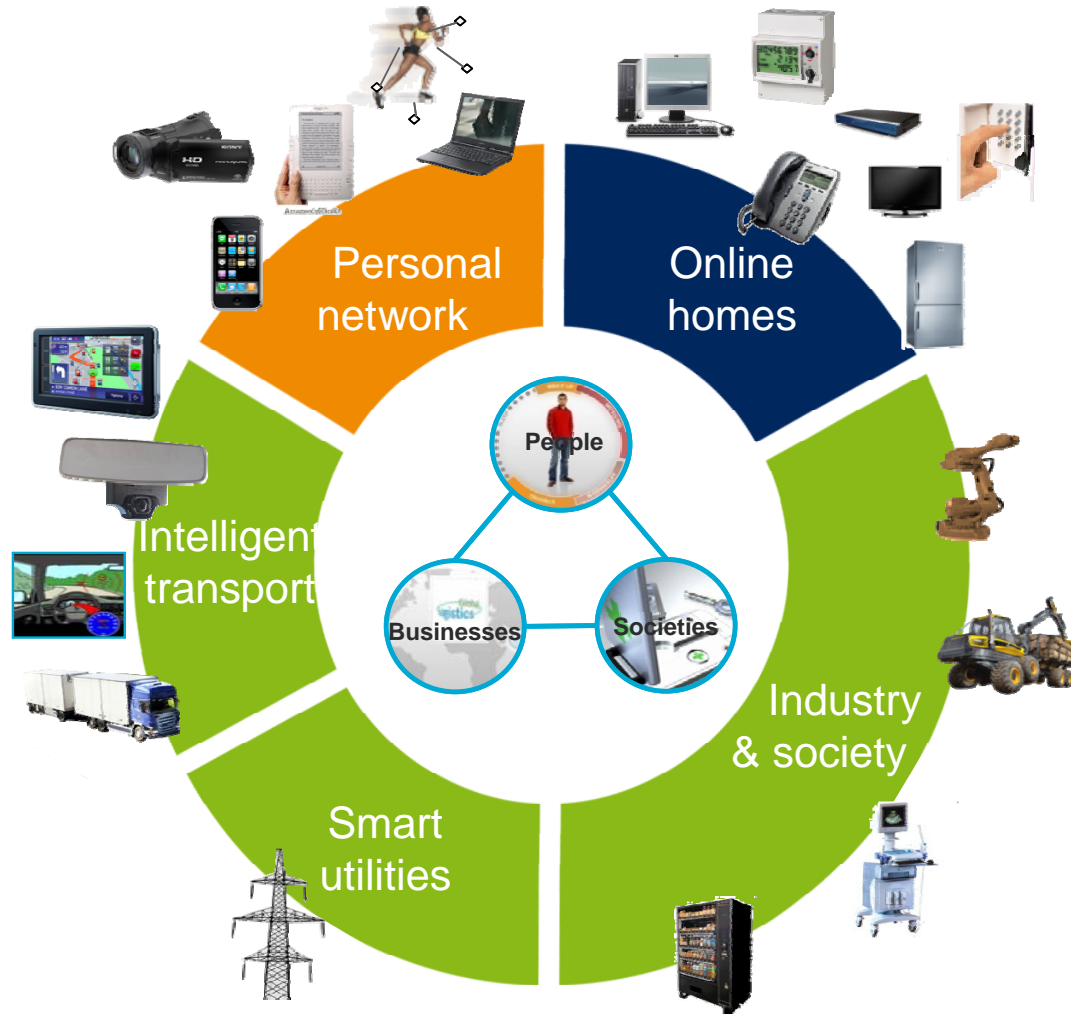 Personal
network
Online
homes
HD
SONY
People
Intelligent
transport
Businesses
Societies
Industry
& society
Smart
utilities